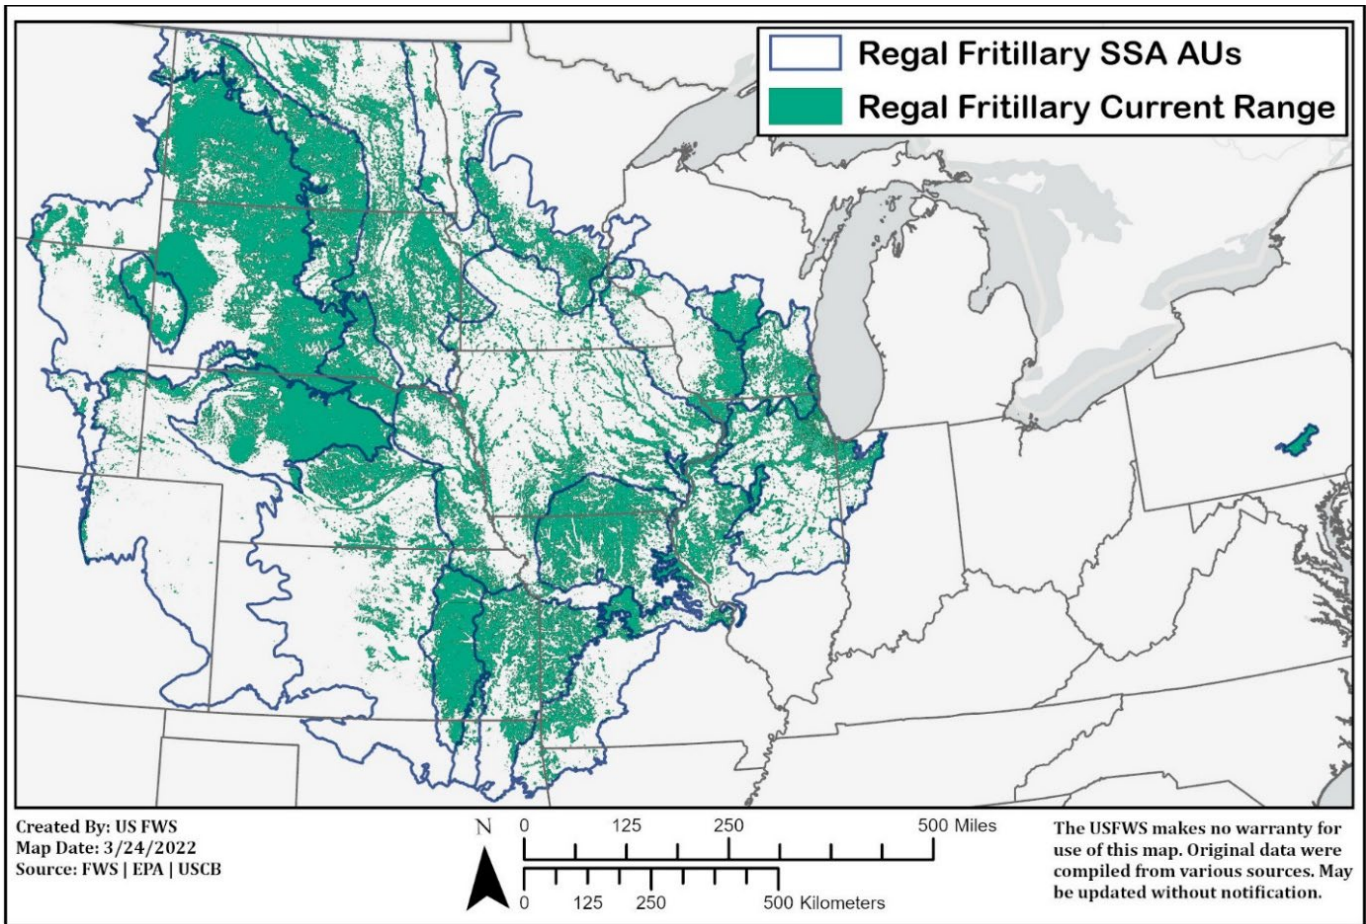 Regal Fritillary SSA AUs
Regal Fritillary Current Range
Created By: US FWS
Map Date: 3/24/2022
Source: FWS | EPA | USCB
N
0 125 250 500 Miles
0 125 250 500 Kilometers
The USFWS makes no warranty for
use of this map. Original data were
compiled from various sources. May
be updated without notification.